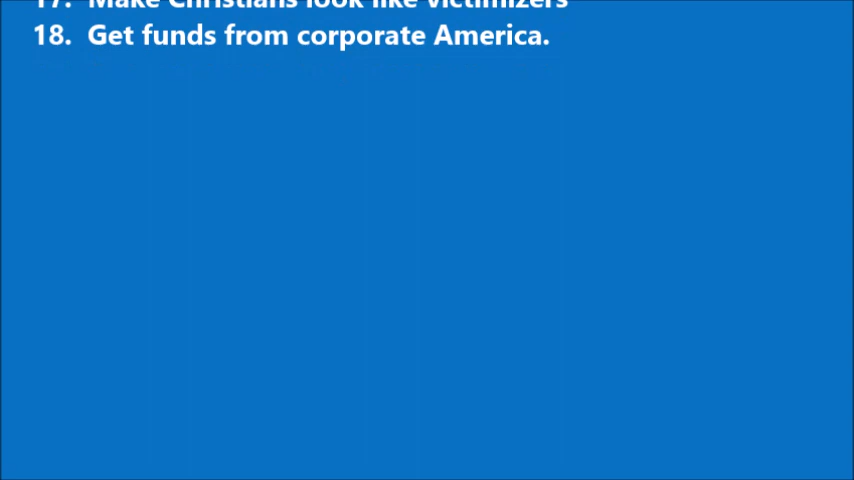 17. Make Christians look like victimizers
18. Get funds from corporate America.